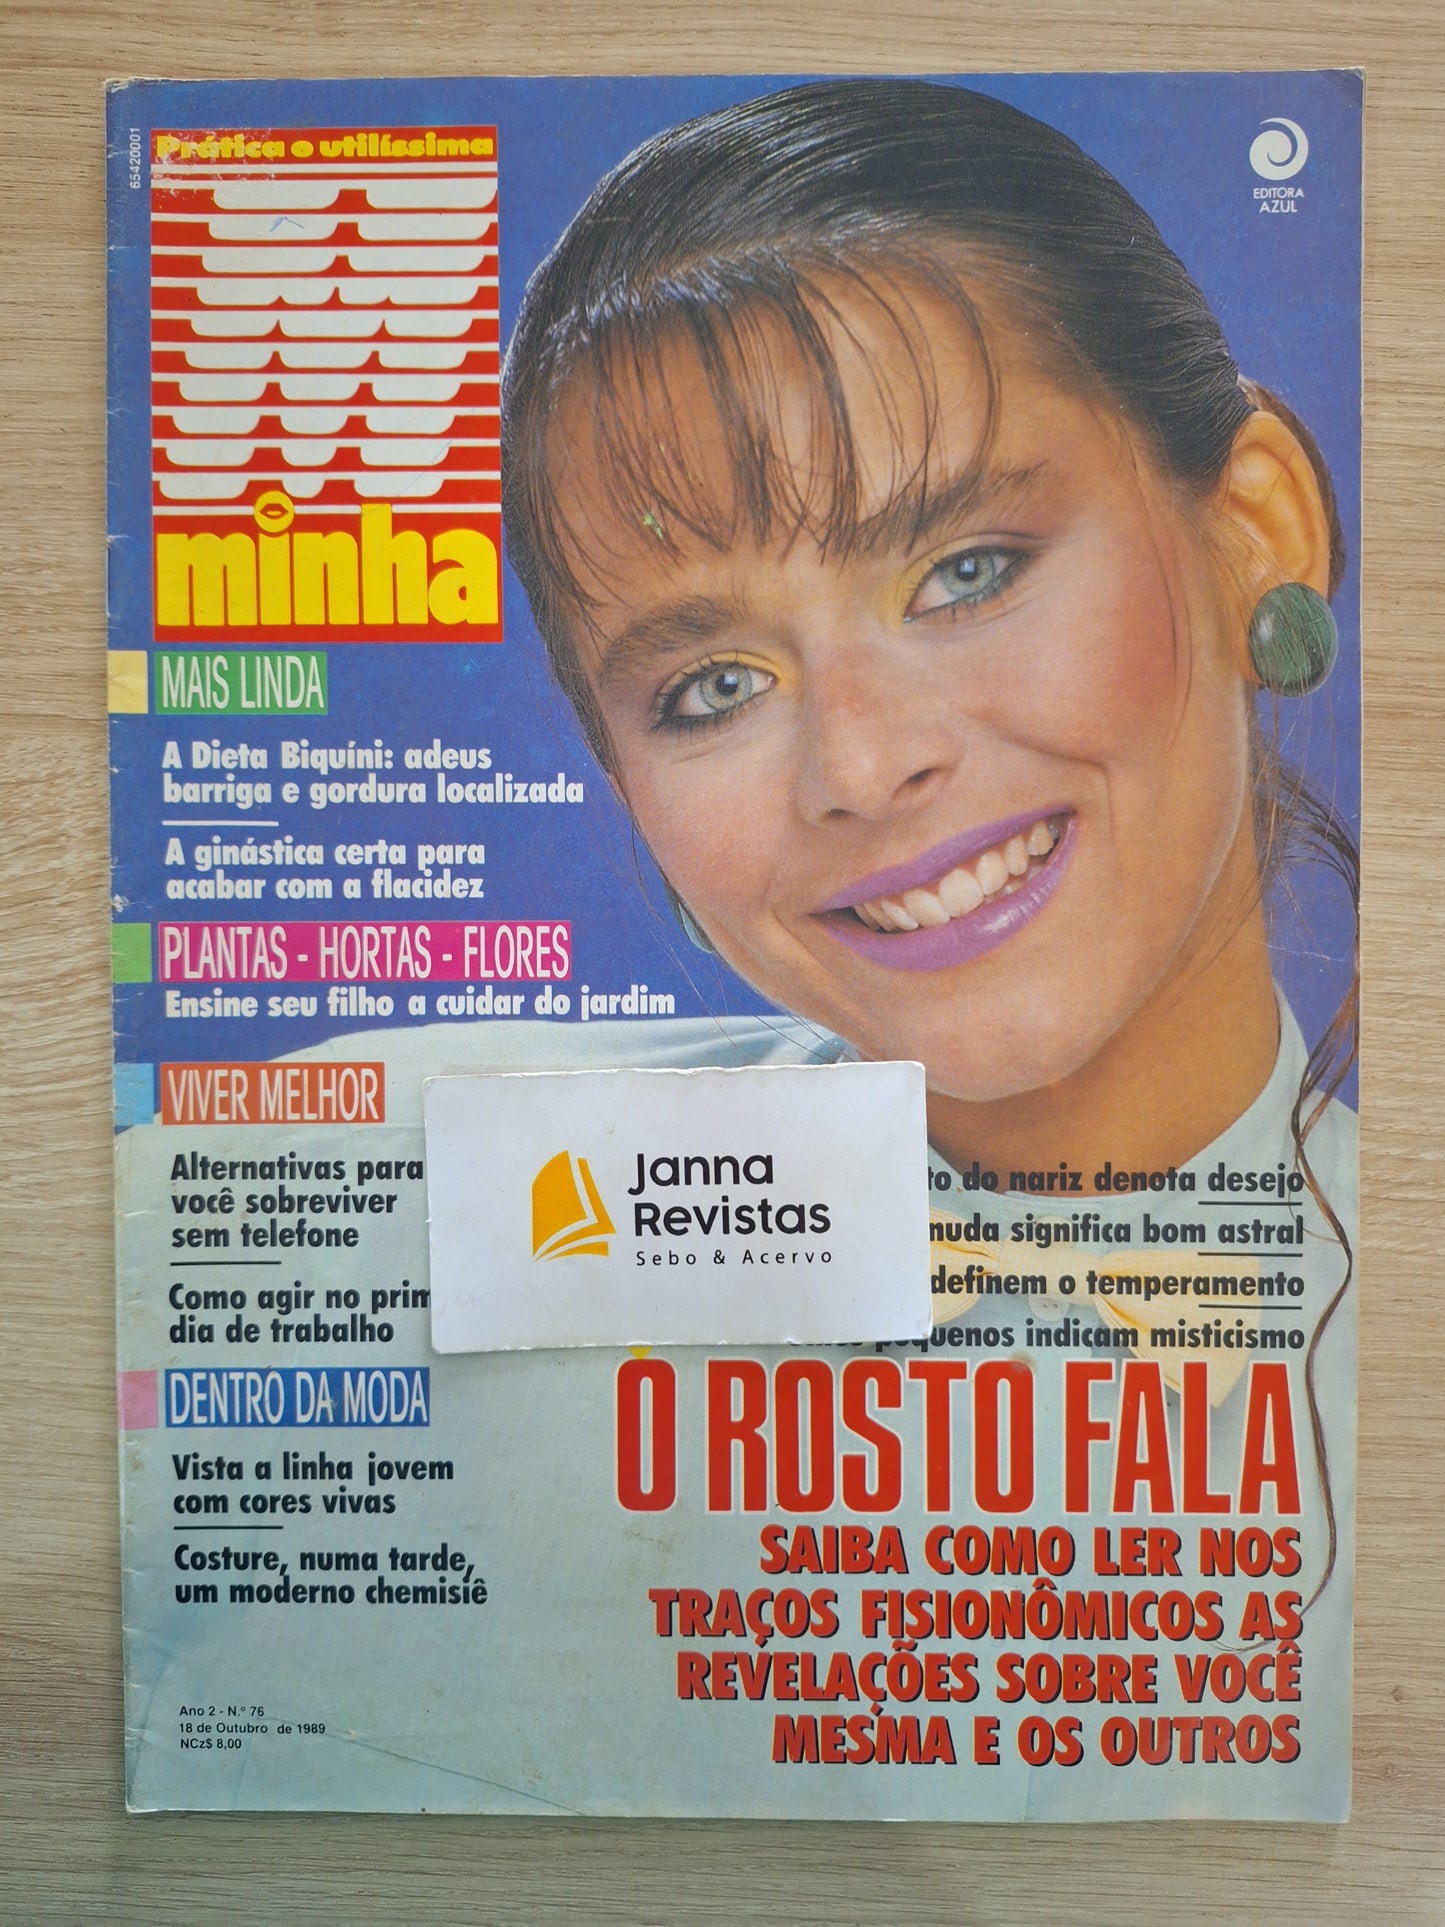 65420001
Prática e utilíssima
minha
EDITORA
AZUL
MAIS LINDA
A Dieta Biquíni: adeus
barriga e gordura localizada
A ginástica certa para
acabar com a flacidez
PLANTAS - HORTAS - FLORES
Ensine seu filho a cuidar do jardim
VIVER MELHOR
Alternativas para
você sobreviver
sem telefone
Como agir no prim
dia de trabalho
DENTRO DA MODA
Vista a linha jovem
com cores vivas
Costure, numa tarde,
um moderno chemisiê
Ano 2 - N.º 76
18 de Outubro de 1989
NCz$ 8,00
Janna
Revistas
Sebo & Acervo
to do nariz denota desejo
nuda significa bom astral
definem o temperamento
quenos indicam misticismo
O ROSTO FALA
SAIBA COMO LER NOS
TRAÇOS FISIONÔMICOS AS
REVELAÇÕES SOBRE VOCÊ
MESMA E OS OUTROS